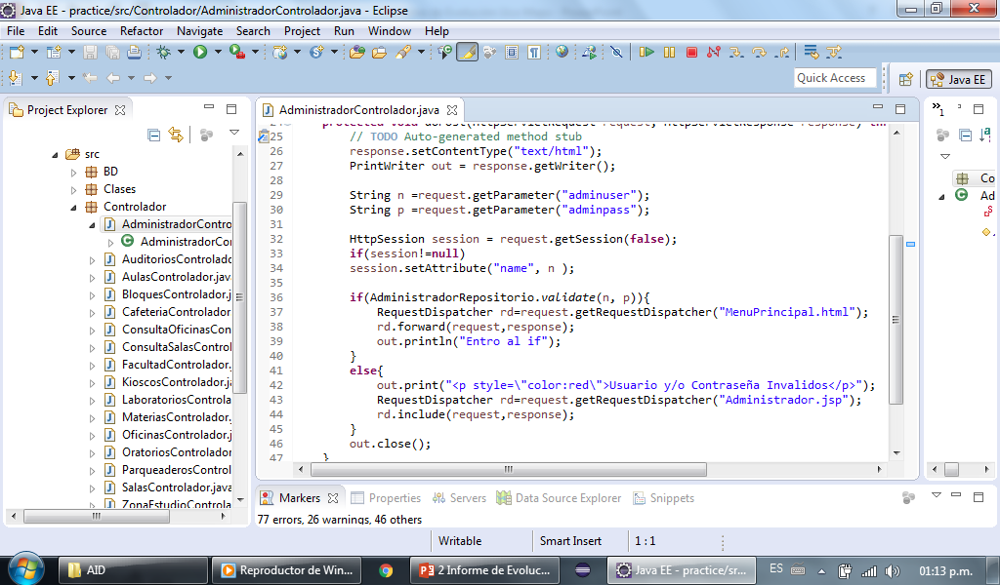 Java EE - practice/src/Controlador/AdministradorControlador.java - Eclipse
File Edit Source Refactor Navigate Search Project Run Window Help
Quick Access
Java EE
Project Explorer
src
BD
Clases
Controlador
AdministradorContro
AdministradorCor
AuditoriosControlado
AulasControlador.java
BloquesControlador.j
CafeteriaControlador
ConsultaOficinasCon
ConsultaSalasControl
FacultadControlador.
KioscosControlador.ja
LaboratoriosControla
MateriasControlador.
OficinasControlador.j
OratoriosControlador
ParqueaderosControl
SalasControlador.java
ZonaEstudioControla
AdministradorControlador.java
protected void doPost(HttpServletRequest request, HttpServletResponse response)
25 // TODO Auto-generated method stub
26 response.setContentType("text/html");
27 PrintWriter out = response.getWriter();
28
29 String n =request.getParameter("adminuser");
30 String p =request.getParameter("adminpass");
31
32 HttpSession session = request.getSession(false);
33 if(session!=null)
34 session.setAttribute("name", n );
35
36 if(AdministradorRepositorio.validate(n, p)){
37 RequestDispatcher rd=request.getRequestDispatcher("MenuPrincipal.html");
38 rd.forward(request,response);
39 out.println("Entro al if");
40 }
41 else{
42 out.print("<p style=\"color:red\">Usuario y/o Contraseña Invalidos</p>");
43 RequestDispatcher rd=request.getRequestDispatcher("Administrador.jsp");
44 rd.include(request,response);
45 }
46 out.close();
47 }
»1
Co
Ad
Markers Properties Servers Data Source Explorer Snippets
77 errors, 26 warnings, 46 others
Writable Smart Insert 1 : 1
AID Reproductor de Win... 2 Informe de Evoluc... Java EE - practice/sr... ES 01:13 p.m.